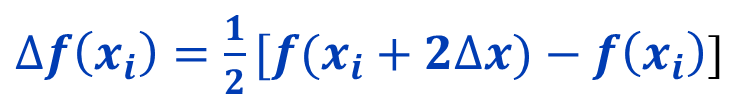 Δf(xᵢ) = ½[f(xᵢ + 2Δx) − f(xᵢ)]